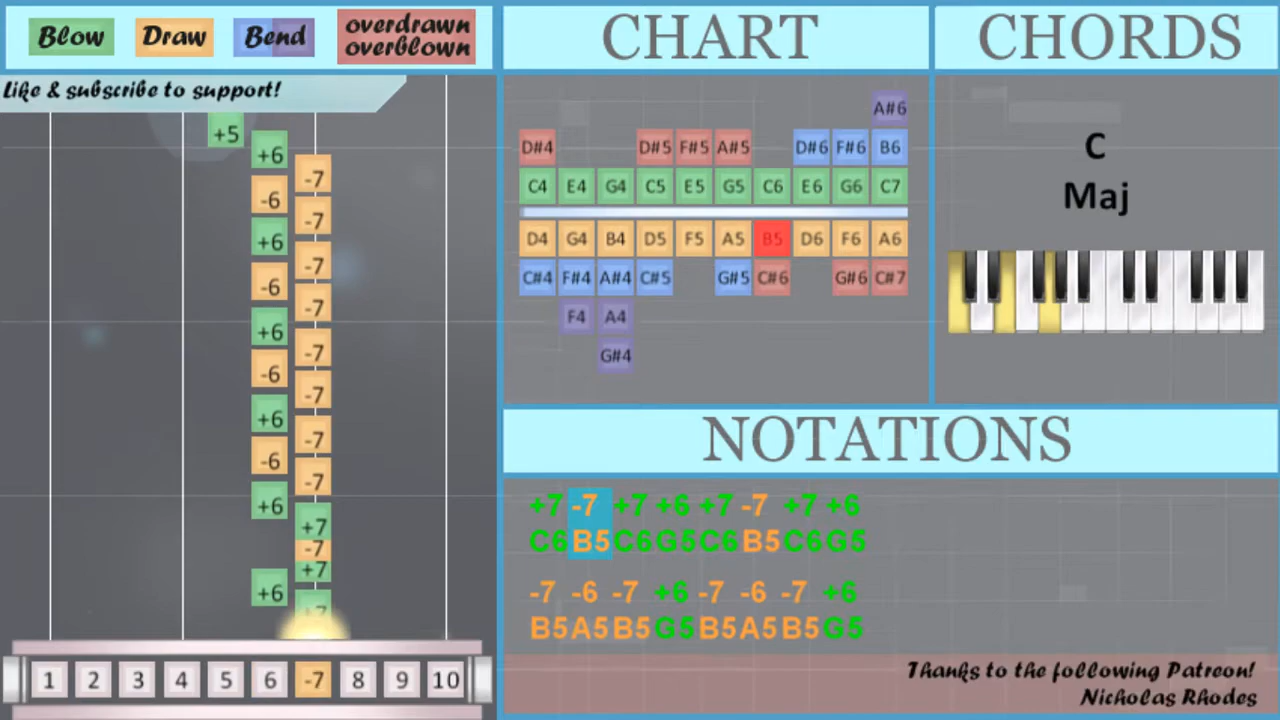 Blow Draw Bend overdrawn
overblown
CHART
CHORDS
Like & subscribe to support!
A#6
D#4 D#5 F#5 A#5 D#6 F#6 B6
C4 E4 G4 C5 E5 G5 C6 E6 G6 C7
D4 G4 B4 D5 F5 A5 B5 D6 F6 A6
C#4 F#4 A#4 C#5 G#5 C#6 G#6 C#7
F4 A4
G#4
C
Maj
+5
+6
-7
-6
-7
+6
-7
-6
-7
+6
-7
-6
-7
+6
-7
-6
-7
+6
+7
-7
+7
+6
+7
1 2 3 4 5 6 -7 8 9 10
NOTATIONS
+7 -7 +7 +6 +7 -7 +7 +6
C6 B5 C6 G5 C6 B5 C6 G5
-7 -6 -7 +6 -7 -6 -7 +6
B5 A5 B5 G5 B5 A5 B5 G5
Thanks to the following Patreon!
Nicholas Rhodes